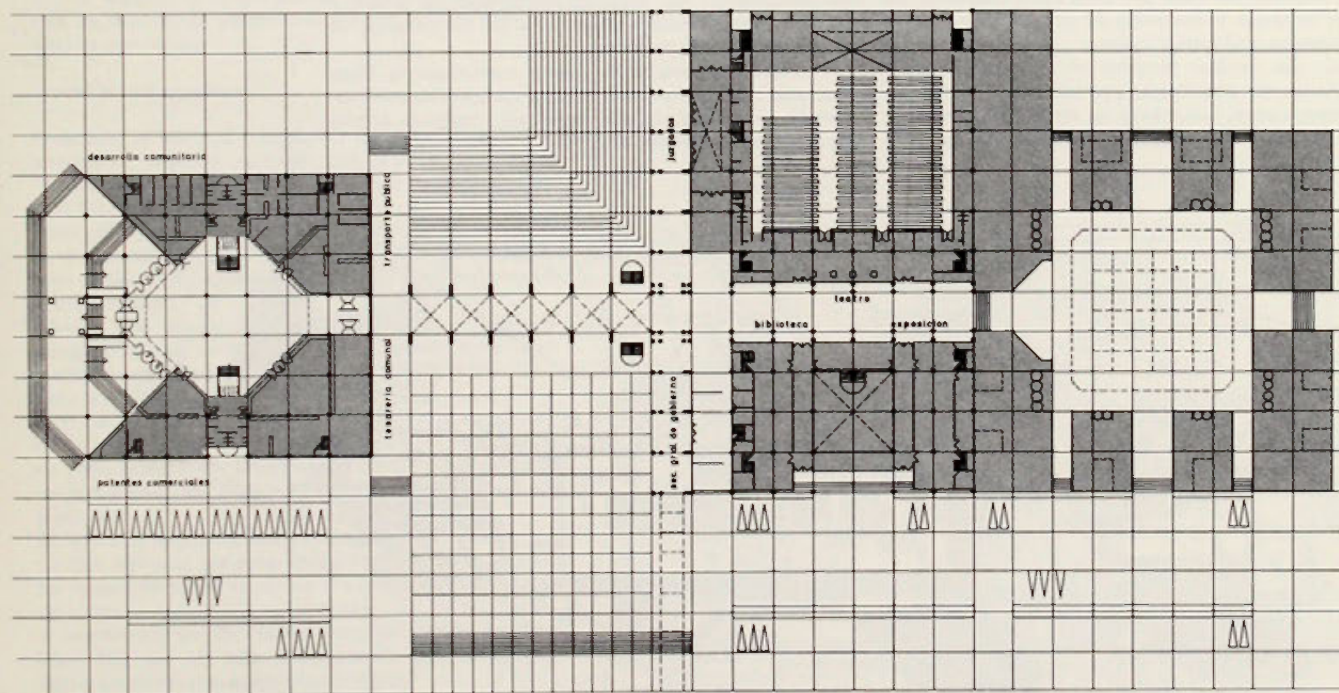 desarrollo comunitario
transporte publico
juzgados
teatro
biblioteca
exposicion
tesoreria comunal
sec. gral de gobierno
patentes comerciales